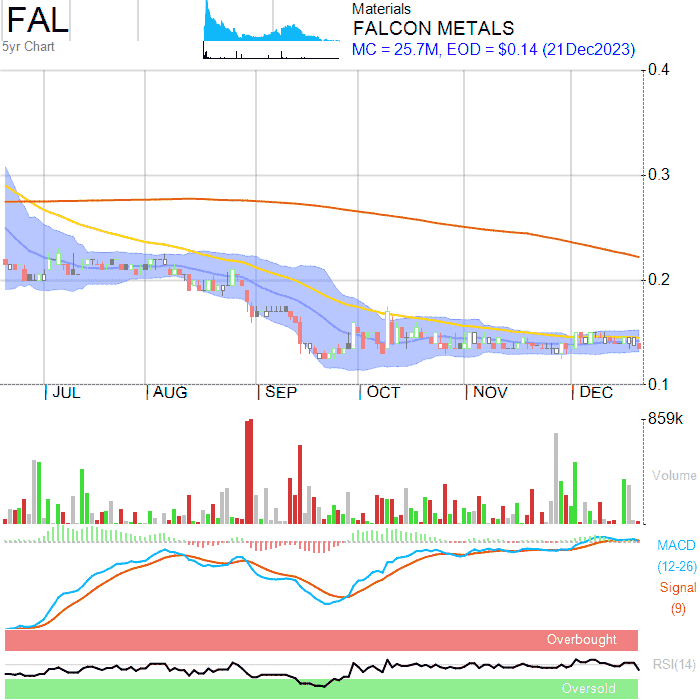 FAL
5yr Chart
Materials
FALCON METALS
MC = 25.7M, EOD = $0.14 (21Dec2023)
0.4
0.3
0.2
0.1
JUL AUG SEP OCT NOV DEC
859k
Volume
MACD
(12-26)
Signal
(9)
Overbought
RSI(14)
Oversold